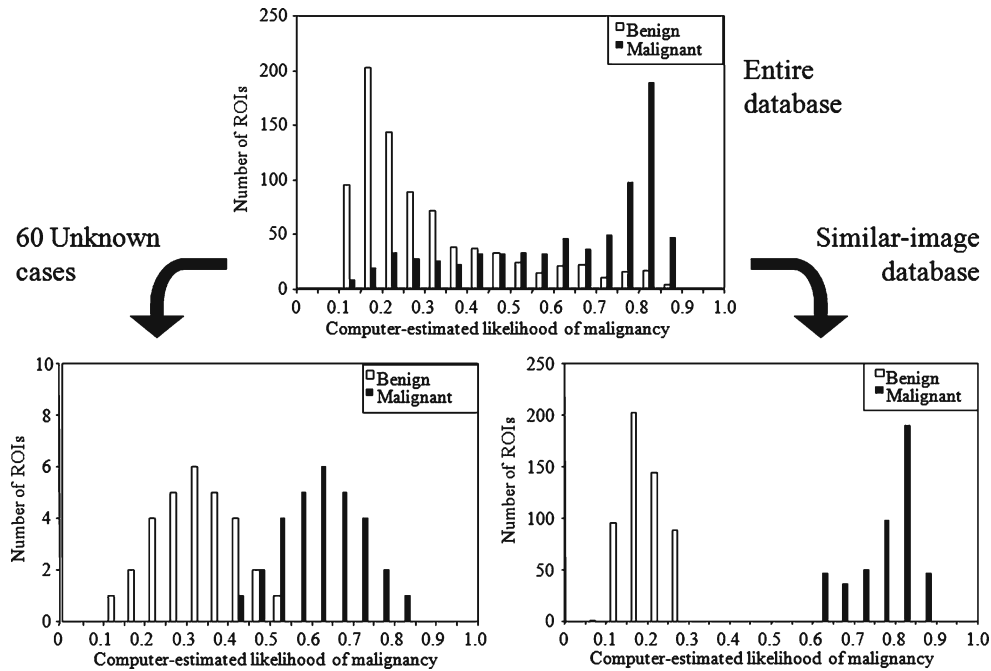 250
200
150
100
50
0
Number of ROIs
Benign
Malignant
0 0.1 0.2 0.3 0.4 0.5 0.6 0.7 0.8 0.9 1.0
Computer-estimated likelihood of malignancy
Entire
database
60 Unknown
cases
Similar-image
database
10
8
6
4
2
0
Number of ROIs
Benign
Malignant
0 0.1 0.2 0.3 0.4 0.5 0.6 0.7 0.8 0.9 1.0
Computer-estimated likelihood of malignancy
250
200
150
100
50
0
Number of ROIs
Benign
Malignant
0 0.1 0.2 0.3 0.4 0.5 0.6 0.7 0.8 0.9 1.0
Computer-estimated likelihood of malignancy